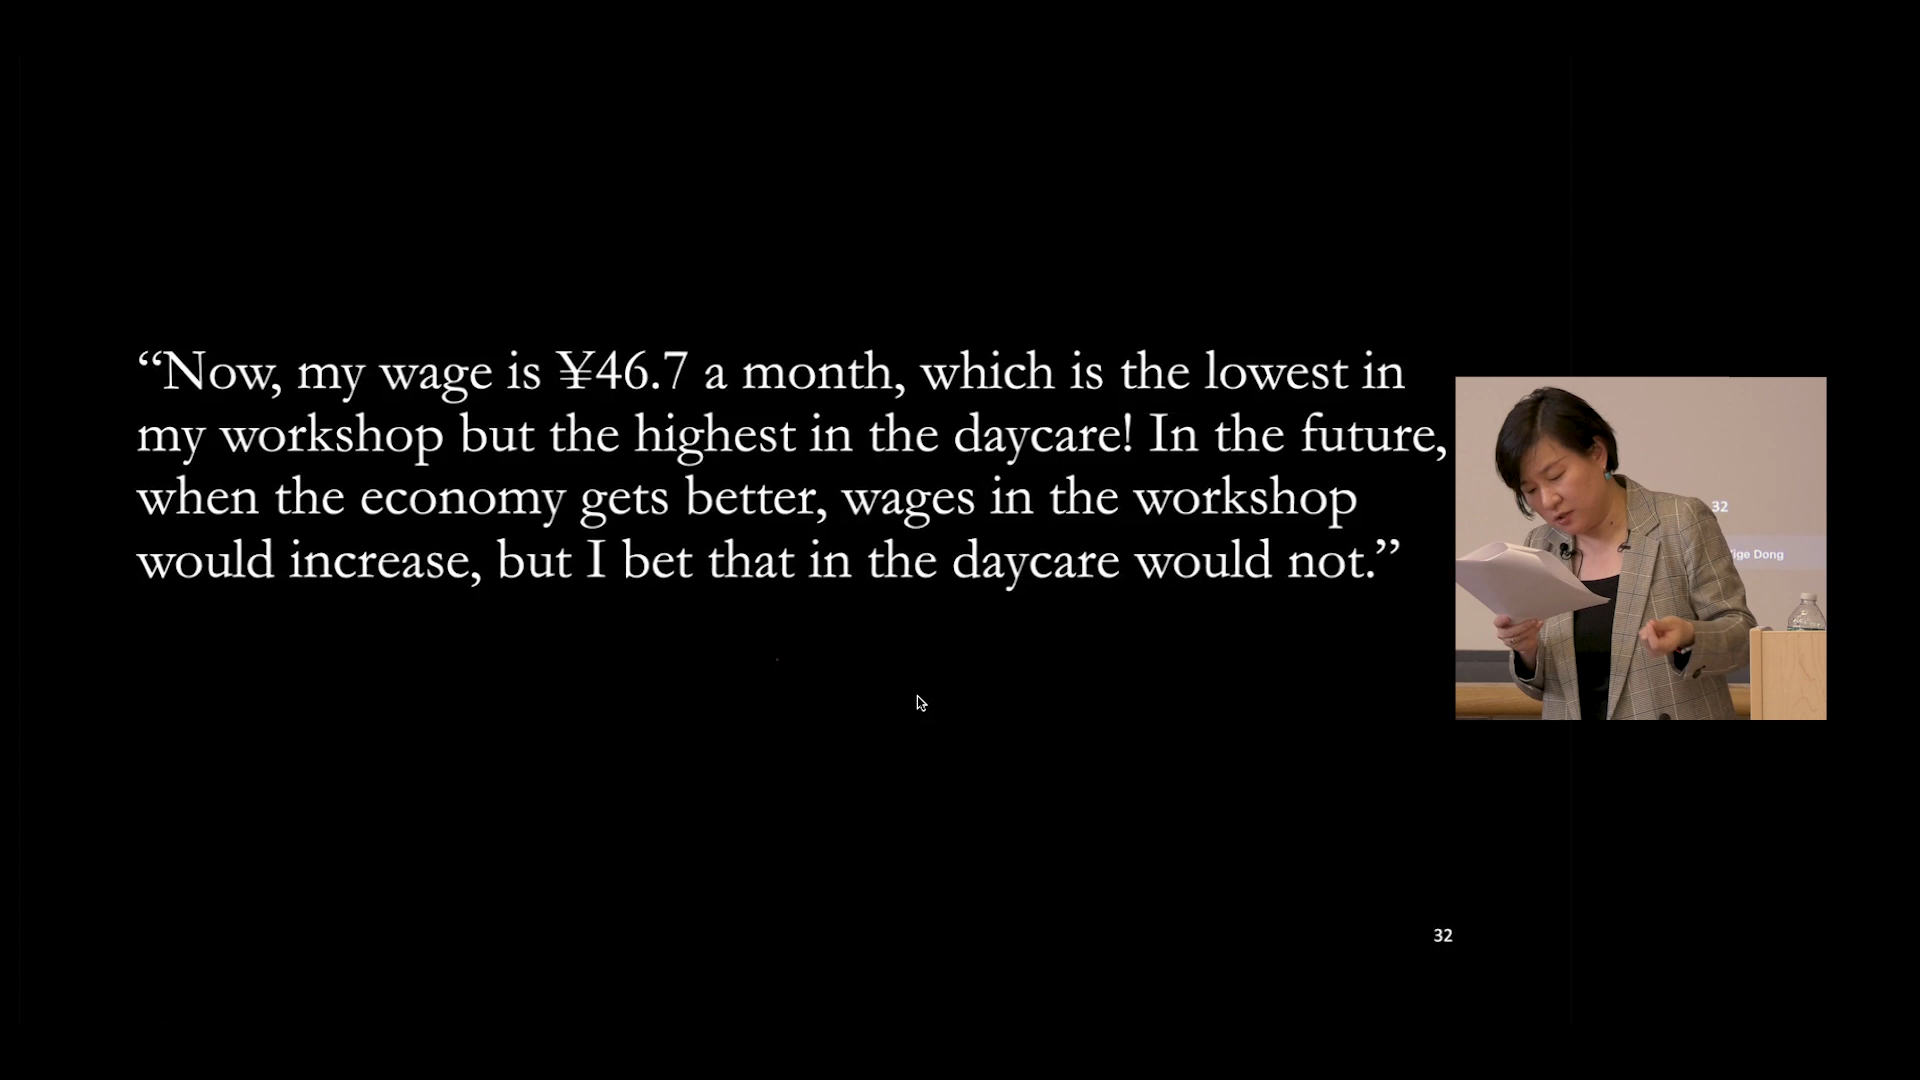 “Now, my wage is ¥46.7 a month, which is the lowest in
my workshop but the highest in the daycare! In the future,
when the economy gets better, wages in the workshop
would increase, but I bet that in the daycare would not.”
32
ige Dong
32